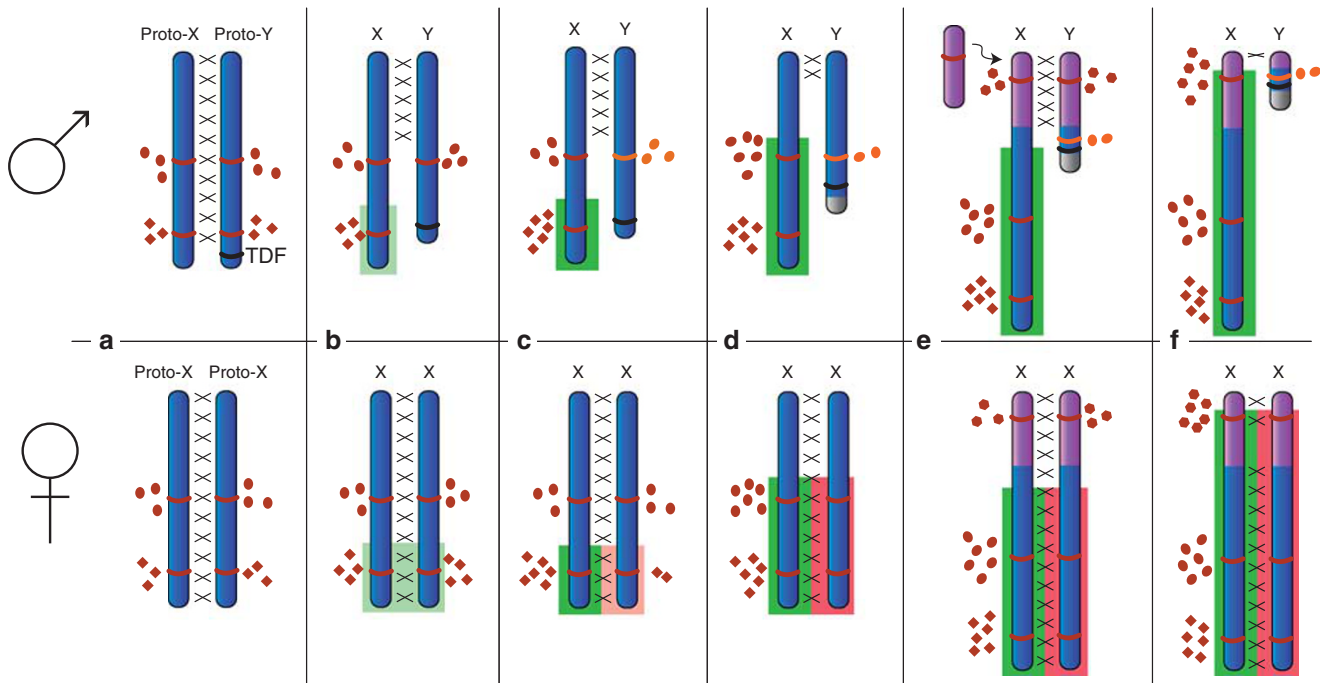 Proto-X Proto-Y X Y X Y X Y X Y X Y
TDF
a b c d e f
Proto-X Proto-X X X X X X X X X X X